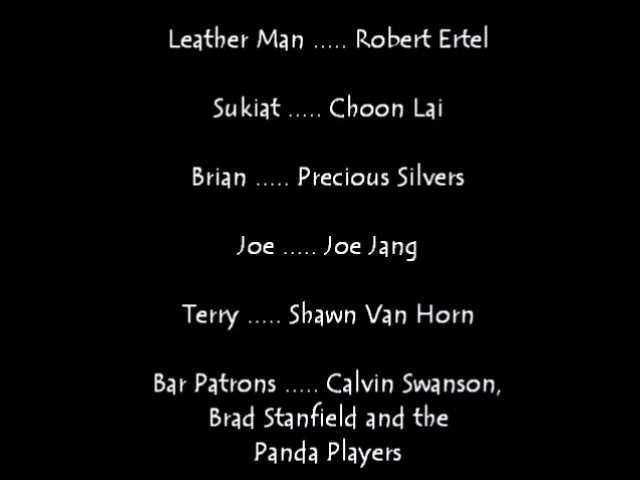 Leather Man ..... Robert Ertel
Sukiat ..... Choon Lai
Brian ..... Precious Silvers
Joe ..... Joe Jang
Terry ..... Shawn Van Horn
Bar Patrons ..... Calvin Swanson,
Brad Stanfield and the
Panda Players